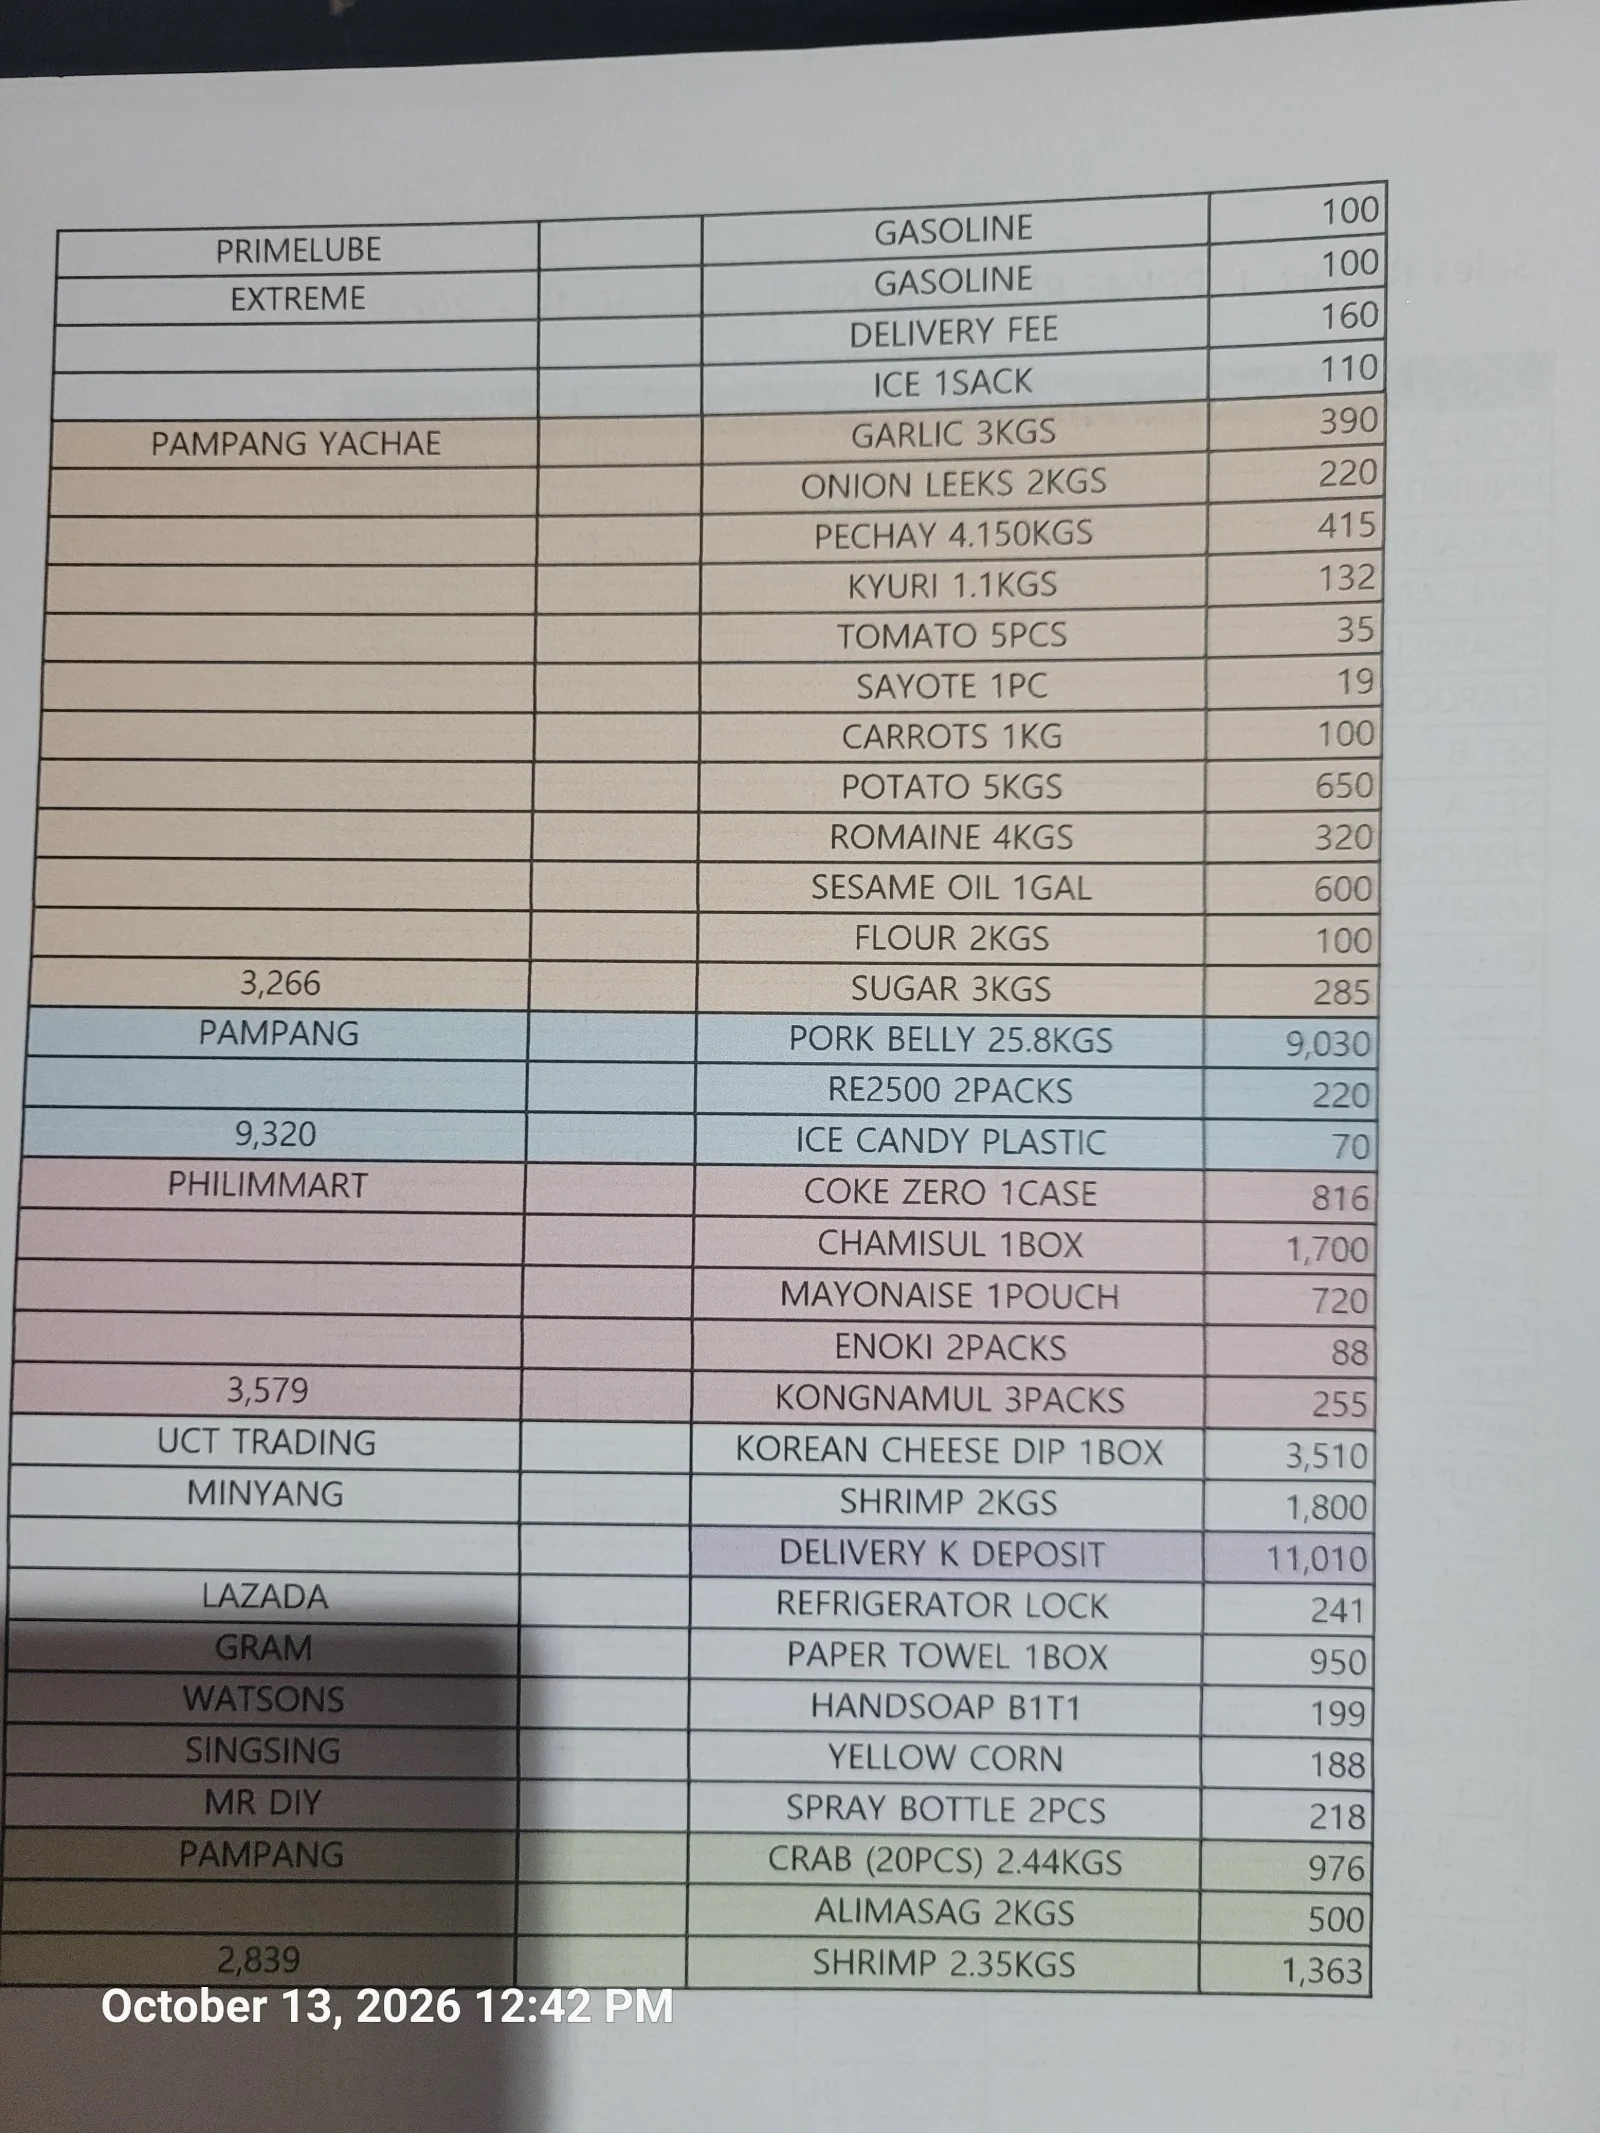 PRIMELUBE GASOLINE 100
EXTREME GASOLINE 100
DELIVERY FEE 160
ICE 1SACK 110
PAMPANG YACHAE GARLIC 3KGS 390
ONION LEEKS 2KGS 220
PECHAY 4.150KGS 415
KYURI 1.1KGS 132
TOMATO 5PCS 35
SAYOTE 1PC 19
CARROTS 1KG 100
POTATO 5KGS 650
ROMAINE 4KGS 320
SESAME OIL 1GAL 600
FLOUR 2KGS 100
3,266 SUGAR 3KGS 285
PAMPANG PORK BELLY 25.8KGS 9,030
RE2500 2PACKS 220
9,320 ICE CANDY PLASTIC 70
PHILIMMART COKE ZERO 1CASE 816
CHAMISUL 1BOX 1,700
MAYONAISE 1POUCH 720
ENOKI 2PACKS 88
3,579 KONGNAMUL 3PACKS 255
UCT TRADING KOREAN CHEESE DIP 1BOX 3,510
MINYANG SHRIMP 2KGS 1,800
DELIVERY K DEPOSIT 11,010
LAZADA REFRIGERATOR LOCK 241
GRAM PAPER TOWEL 1BOX 950
WATSONS HANDSOAP B1T1 199
SINGSING YELLOW CORN 188
MR DIY SPRAY BOTTLE 2PCS 218
PAMPANG CRAB (20PCS) 2.44KGS 976
ALIMASAG 2KGS 500
2,839 SHRIMP 2.35KGS 1,363
October 13, 2026 12:42 PM